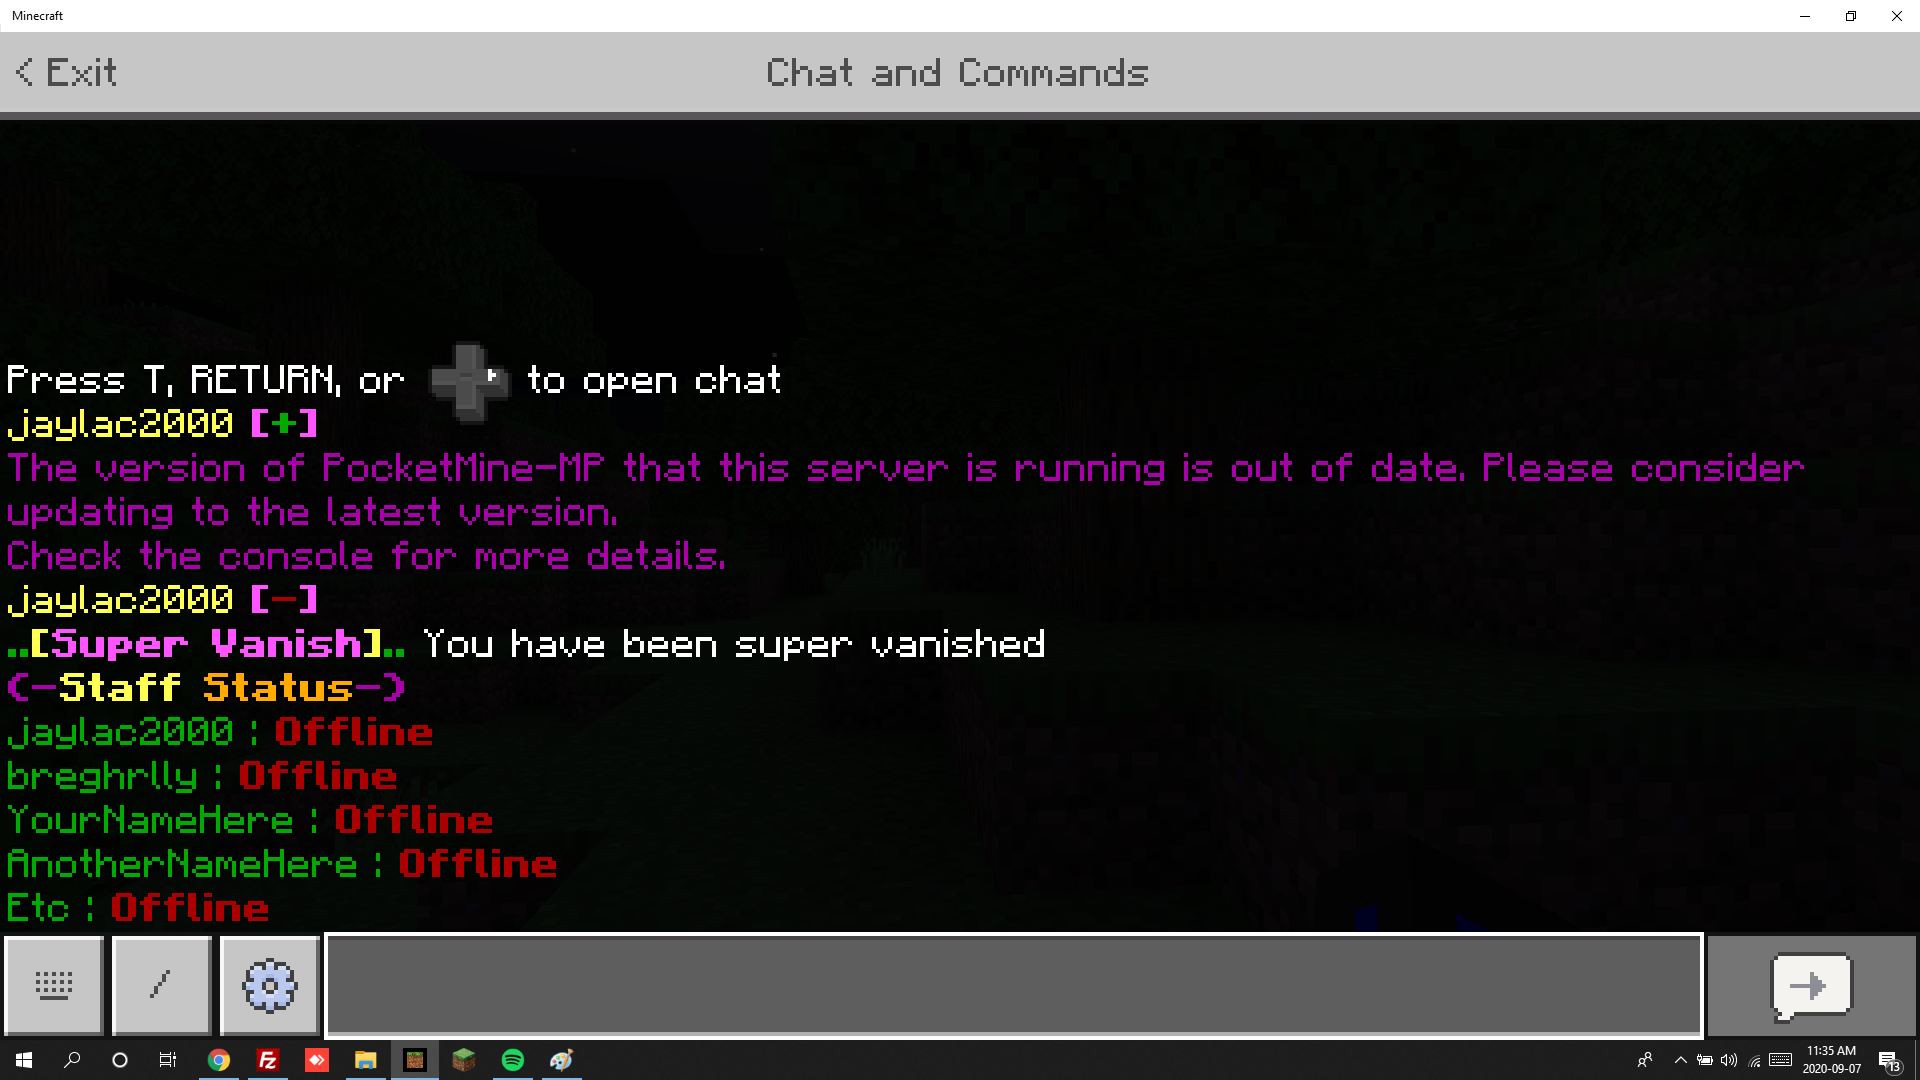 Minecraft
< Exit
Chat and Commands
Press T, RETURN, or to open chat
jaylac2000 [+]
The version of PocketMine-MP that this server is running is out of date. Please consider
updating to the latest version.
Check the console for more details.
jaylac2000 [-]
..[Super Vanish].. You have been super vanished
(-Staff Status-)
jaylac2000 : Offline
breghrlly : Offline
YourNameHere : Offline
AnotherNameHere : Offline
Etc : Offline
/
Fz
11:35 AM
2020-09-07
13